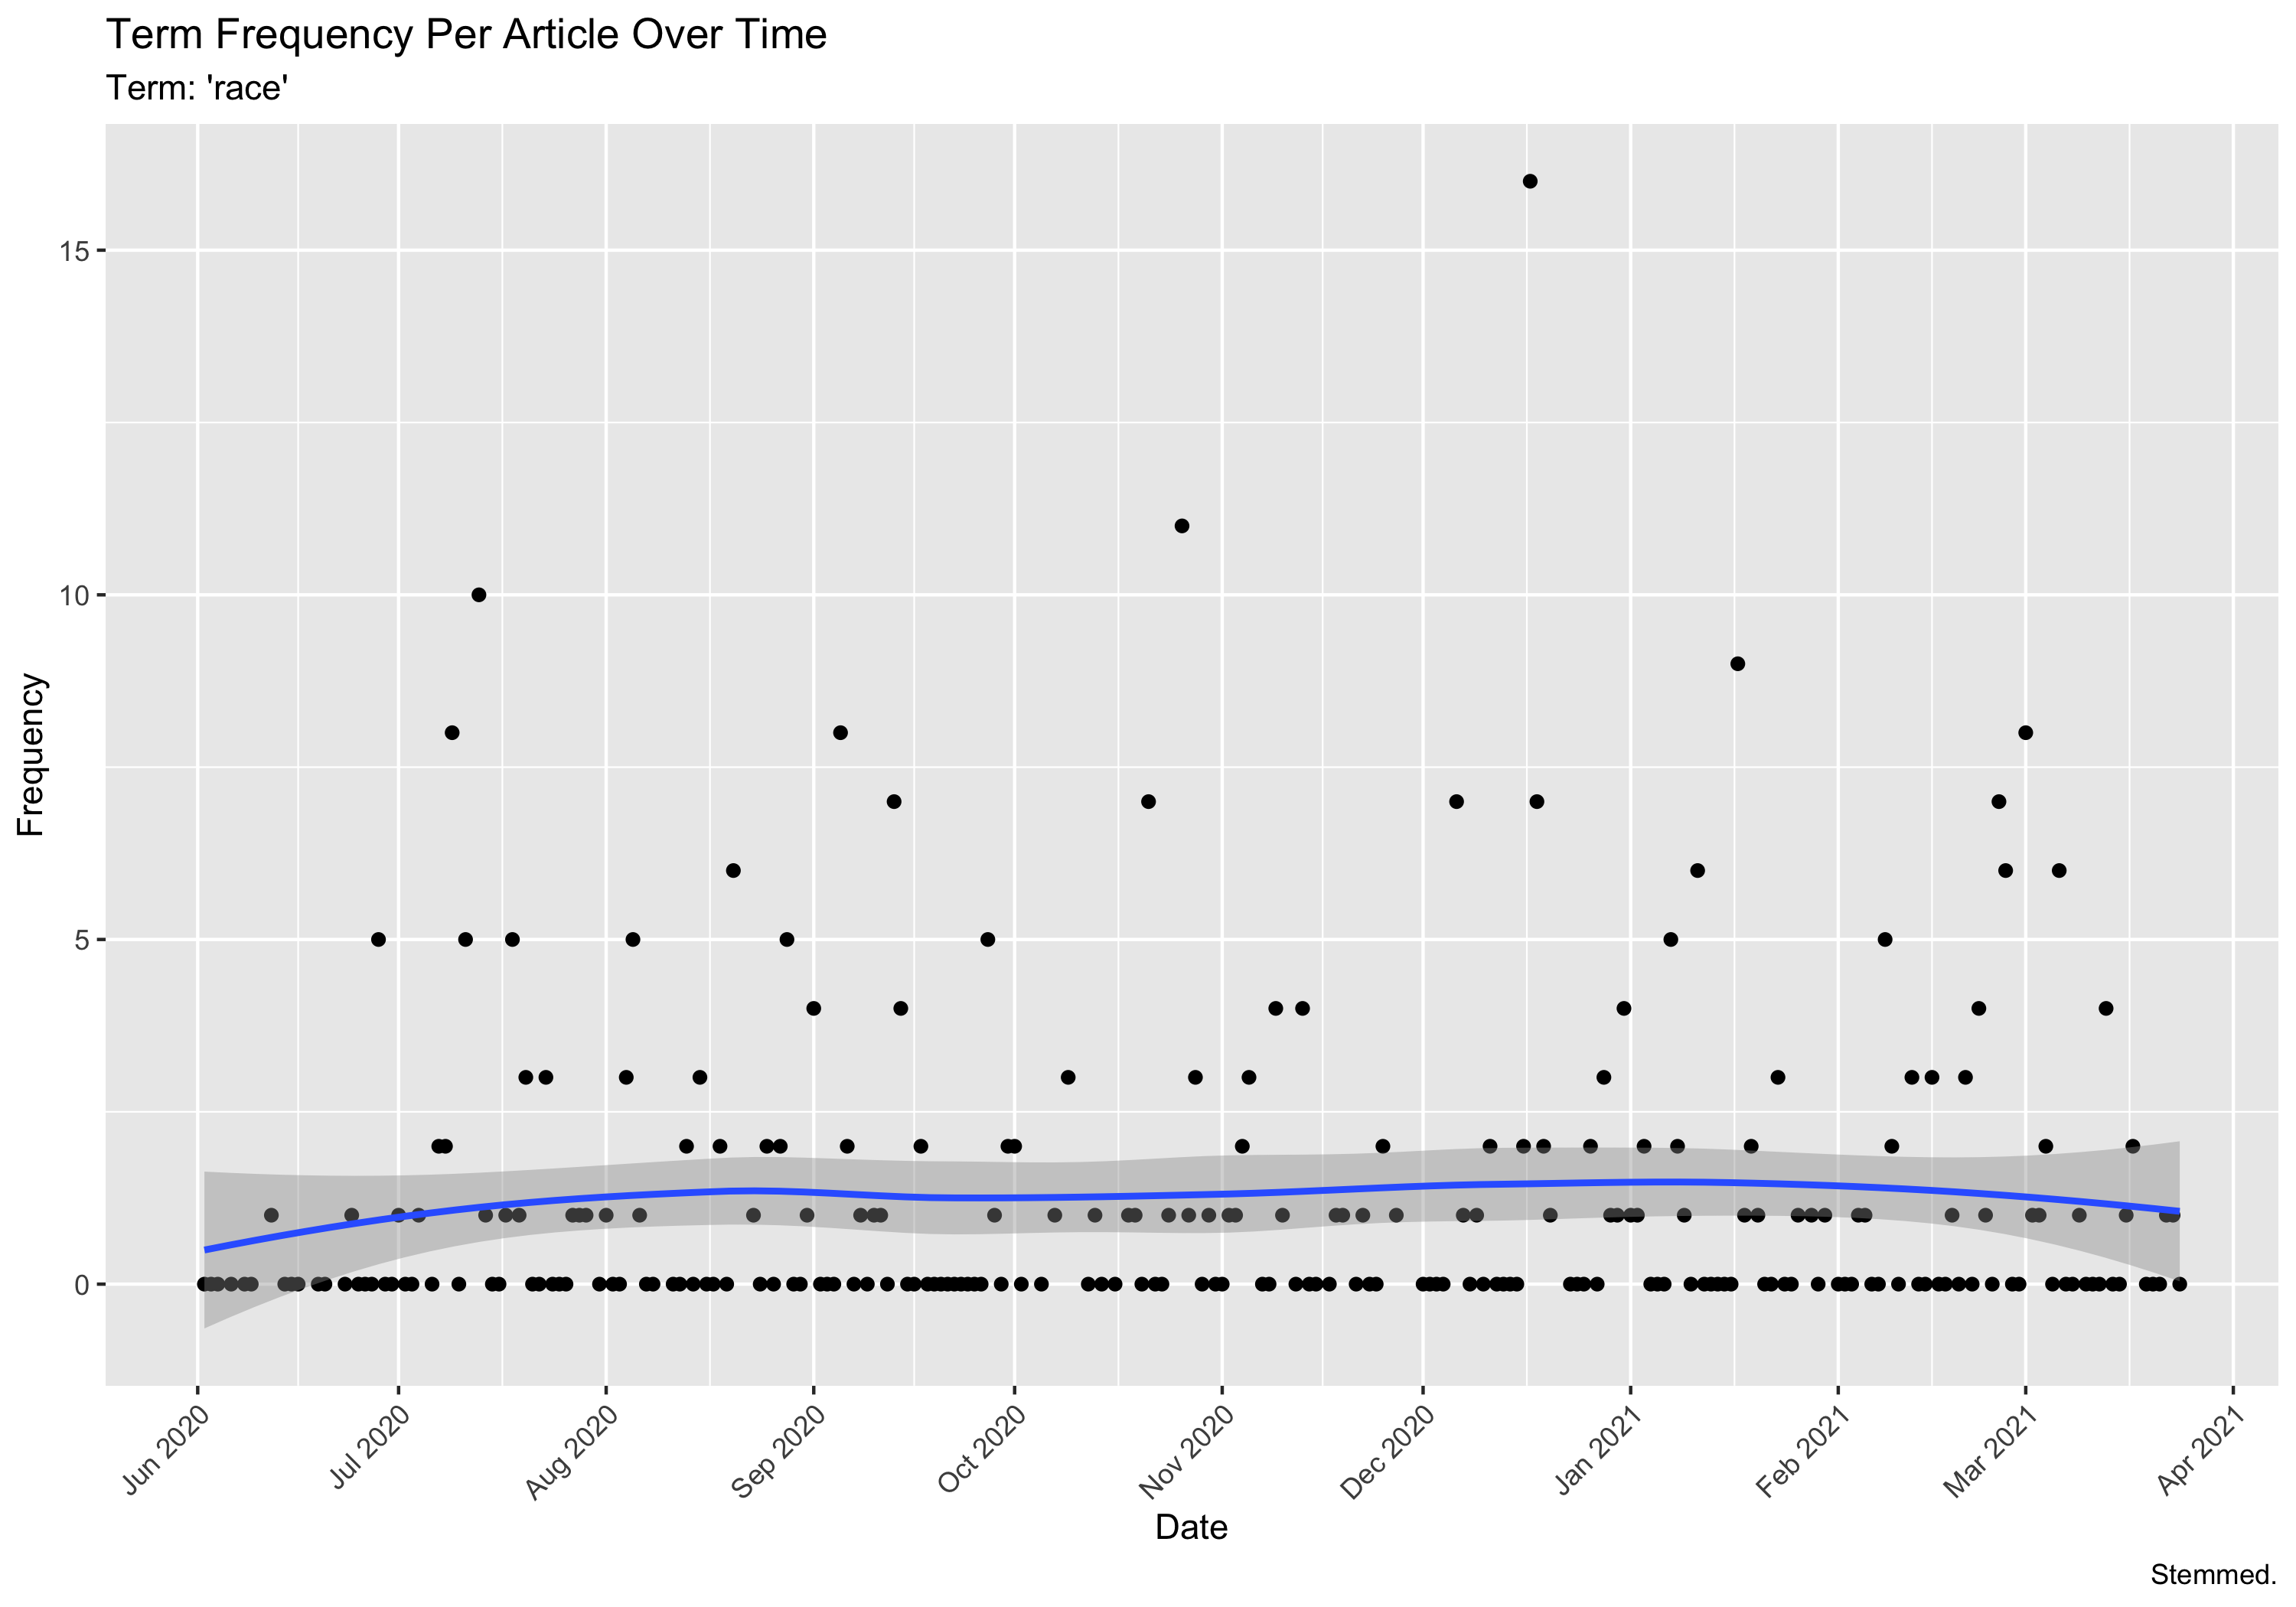 Term Frequency Per Article Over Time
Term: 'race'
Frequency
15
10
5
0
Jun 2020
Jul 2020
Aug 2020
Sep 2020
Oct 2020
Nov 2020
Dec 2020
Jan 2021
Feb 2021
Mar 2021
Apr 2021
Date
Stemmed.